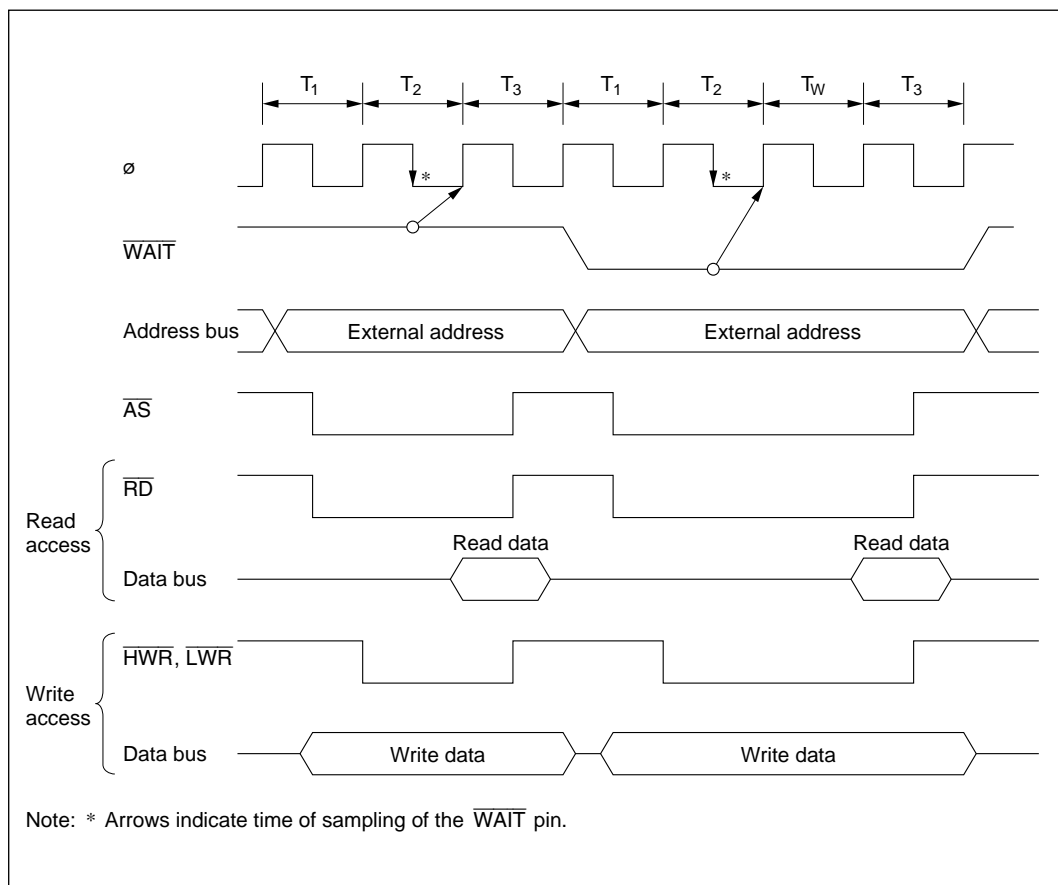 T1 T2 T3 T1 T2 TW T3
ø
* *
WAIT
Address bus External address External address
AS
RD
Read access
Read data Read data
Data bus
HWR, LWR
Write access
Data bus Write data Write data
Note: * Arrows indicate time of sampling of the WAIT pin.